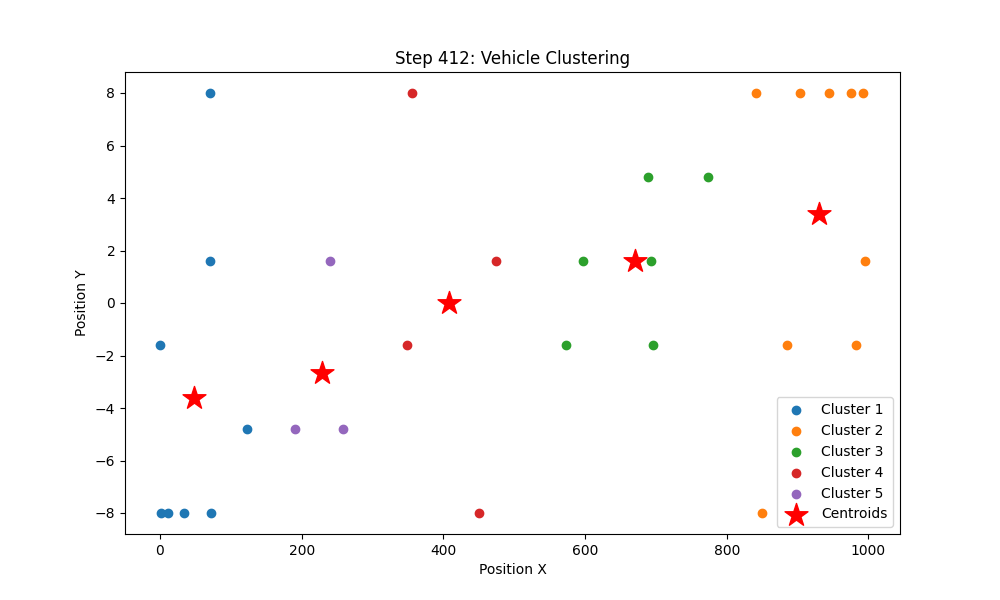 Step 412: Vehicle Clustering
Position Y
8
6
4
2
0
−2
−4
−6
−8
0 200 400 600 800 1000
Position X
Cluster 1
Cluster 2
Cluster 3
Cluster 4
Cluster 5
Centroids